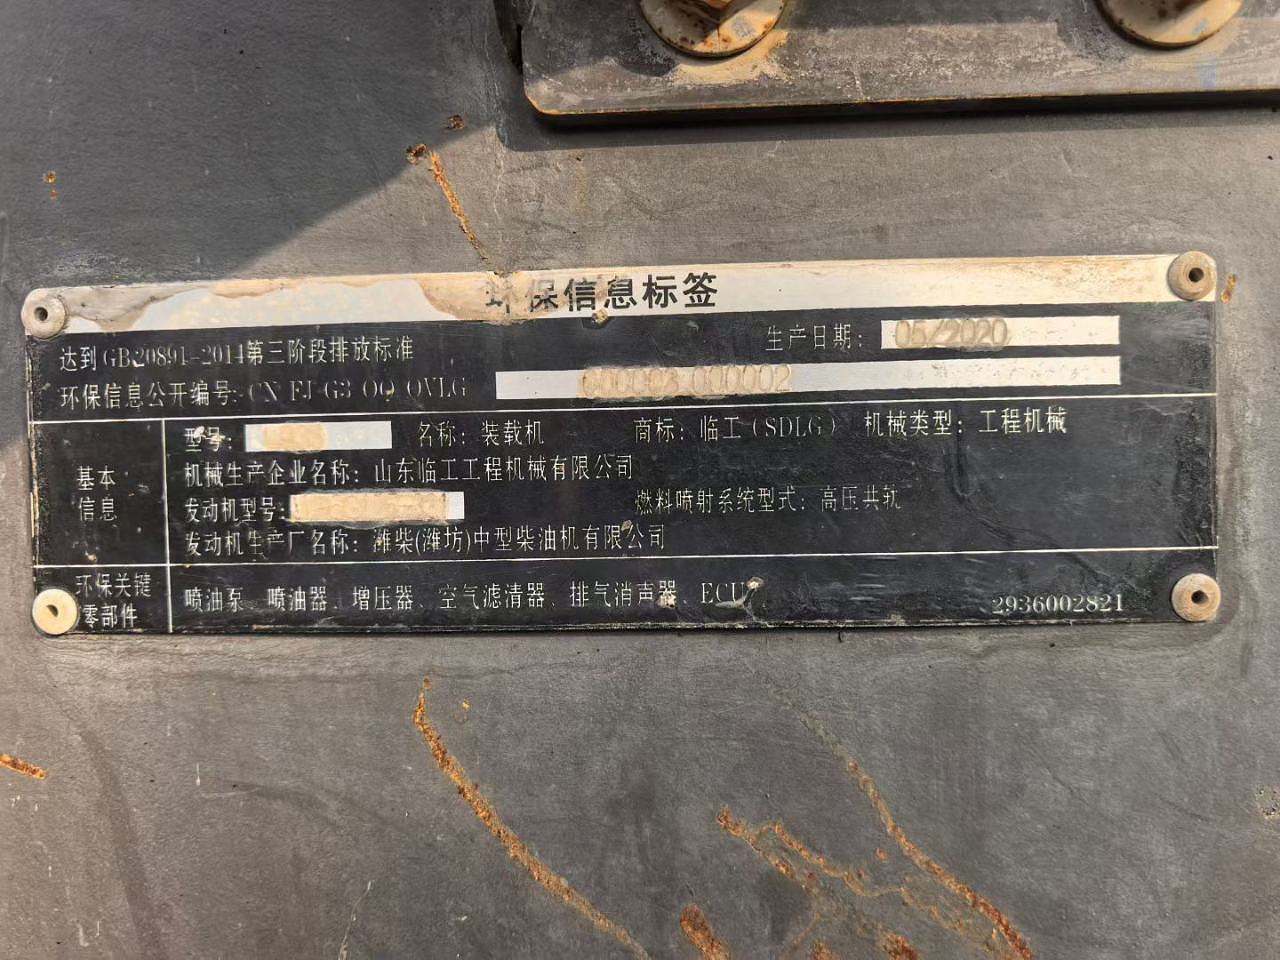 环保信息标签
达到GB20891-2014第三阶段排放标准
生产日期: 05/2020
环保信息公开编号: CN FJ G3 OO OVLG 000003 000002
基本信息
型号:
名称: 装载机
商标: 临工(SDLG)
机械类型: 工程机械
机械生产企业名称: 山东临工工程机械有限公司
发动机型号:
燃料喷射系统型式: 高压共轨
发动机生产厂名称: 潍柴(潍坊)中型柴油机有限公司
环保关键零部件
喷油泵、喷油器、增压器、空气滤清器、排气消声器、ECU
2936002821